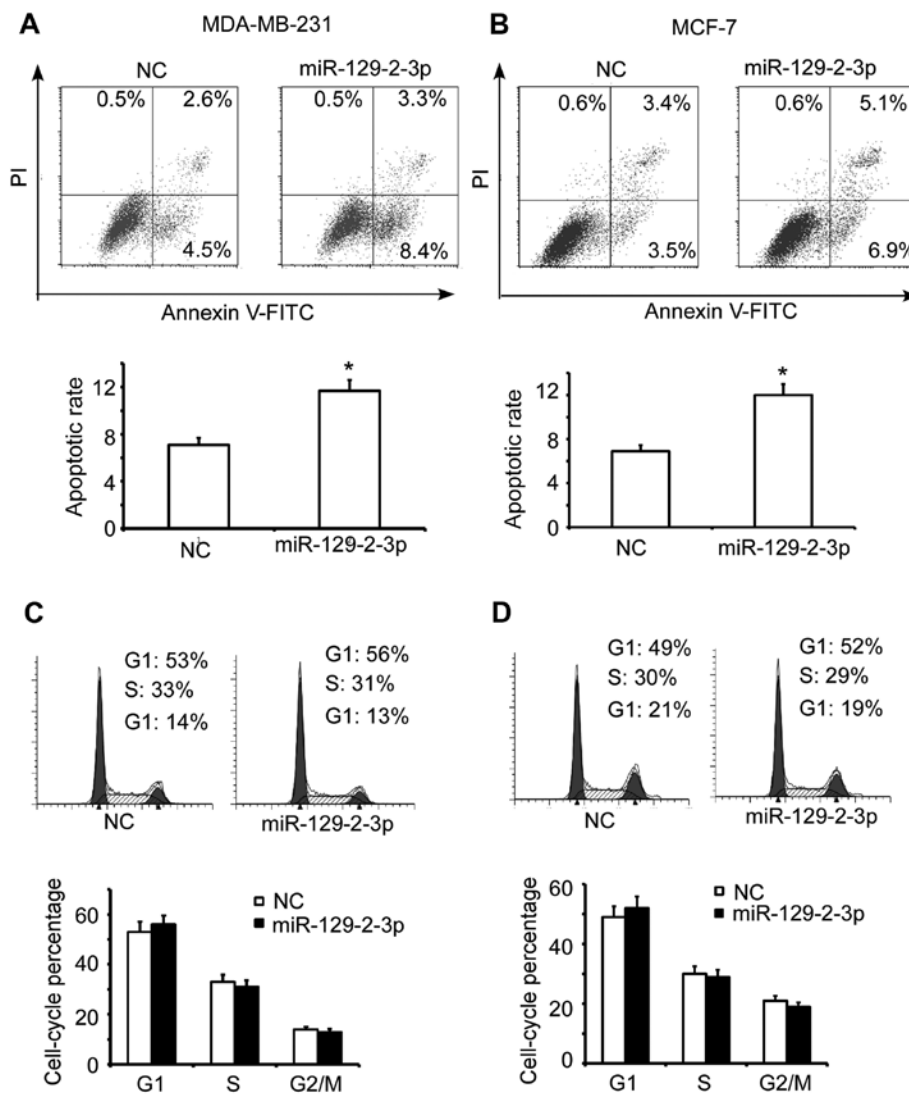 A
MDA-MB-231
NC
miR-129-2-3p
0.5%
2.6%
0.5%
3.3%
PI
4.5%
8.4%
Annexin V-FITC
B
MCF-7
NC
miR-129-2-3p
0.6%
3.4%
0.6%
5.1%
PI
3.5%
6.9%
Annexin V-FITC
Apoptotic rate
12
8
4
0
*
NC
miR-129-2-3p
Apoptotic rate
12
8
4
0
*
NC
miR-129-2-3p
C
G1: 53%
S: 33%
G1: 14%
NC
G1: 56%
S: 31%
G1: 13%
miR-129-2-3p
D
G1: 49%
S: 30%
G1: 21%
NC
G1: 52%
S: 29%
G1: 19%
miR-129-2-3p
Cell-cycle percentage
60
40
20
0
NC
miR-129-2-3p
G1
S
G2/M
Cell-cycle percentage
60
40
20
0
NC
miR-129-2-3p
G1
S
G2/M